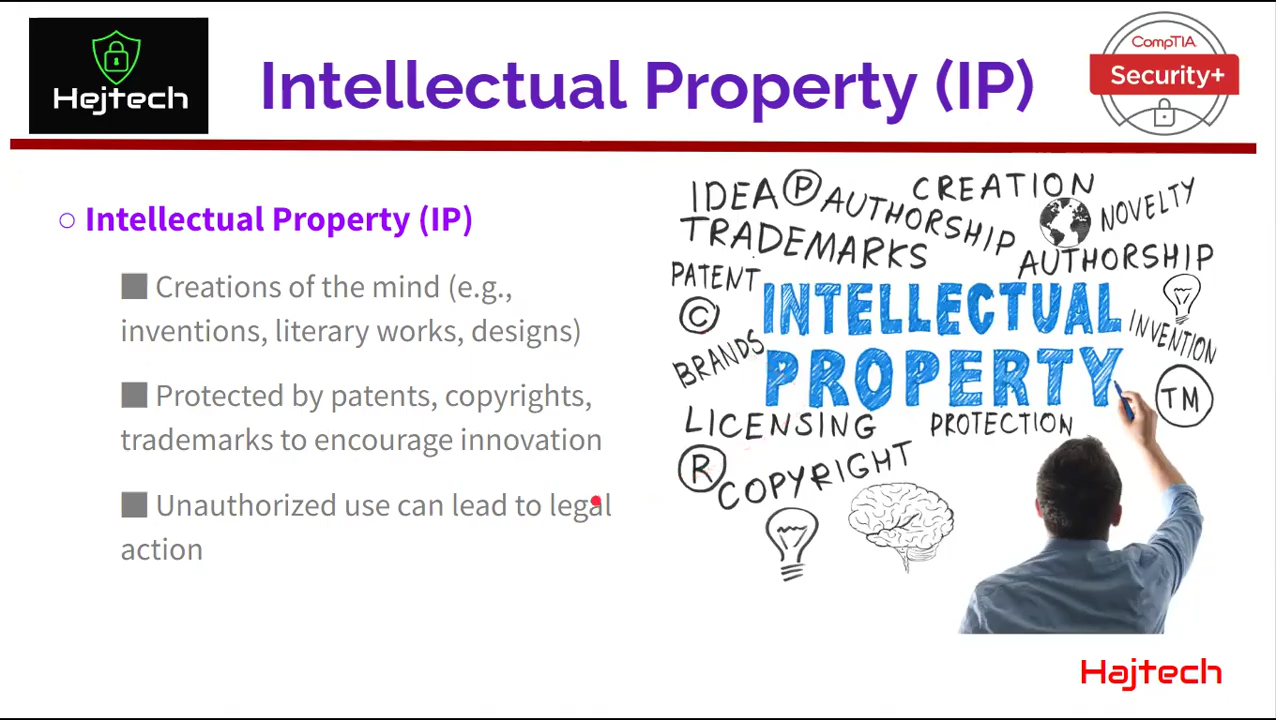 Hejtech
Intellectual Property (IP)
CompTIA
Security+
○ Intellectual Property (IP)
■ Creations of the mind (e.g.,
inventions, literary works, designs)
■ Protected by patents, copyrights,
trademarks to encourage innovation
■ Unauthorized use can lead to legal
action
IDEA Ⓟ AUTHORSHIP CREATION
NOVELTY
TRADEMARKS
AUTHORSHIP
PATENT
©
INTELLECTUAL
INVENTION
BRANDS
PROPERTY
TM
LICENSING
PROTECTION
®
COPYRIGHT
Hajtech